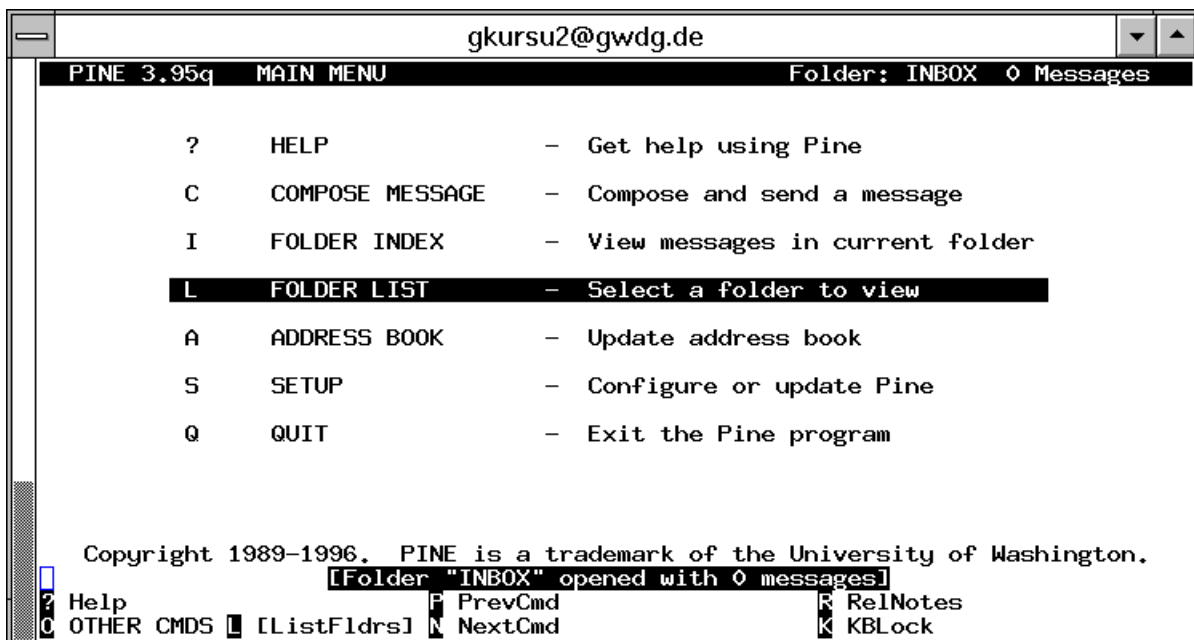 gkursu2@gwdg.de
PINE 3.95q MAIN MENU Folder: INBOX 0 Messages
? HELP - Get help using Pine
C COMPOSE MESSAGE - Compose and send a message
I FOLDER INDEX - View messages in current folder
L FOLDER LIST - Select a folder to view
A ADDRESS BOOK - Update address book
S SETUP - Configure or update Pine
Q QUIT - Exit the Pine program
Copyright 1989-1996. PINE is a trademark of the University of Washington.
[Folder "INBOX" opened with 0 messages]
? Help P PrevCmd R RelNotes
O OTHER CMDS L [ListFldrs] N NextCmd K KBLock